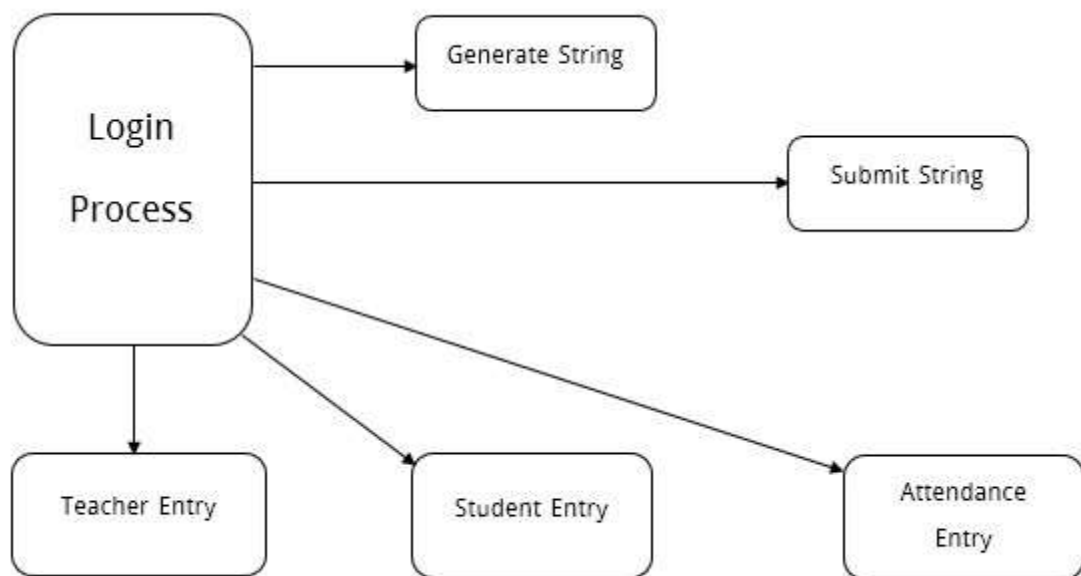 Generate String
Login
Process
Submit String
Teacher Entry
Student Entry
Attendance
Entry